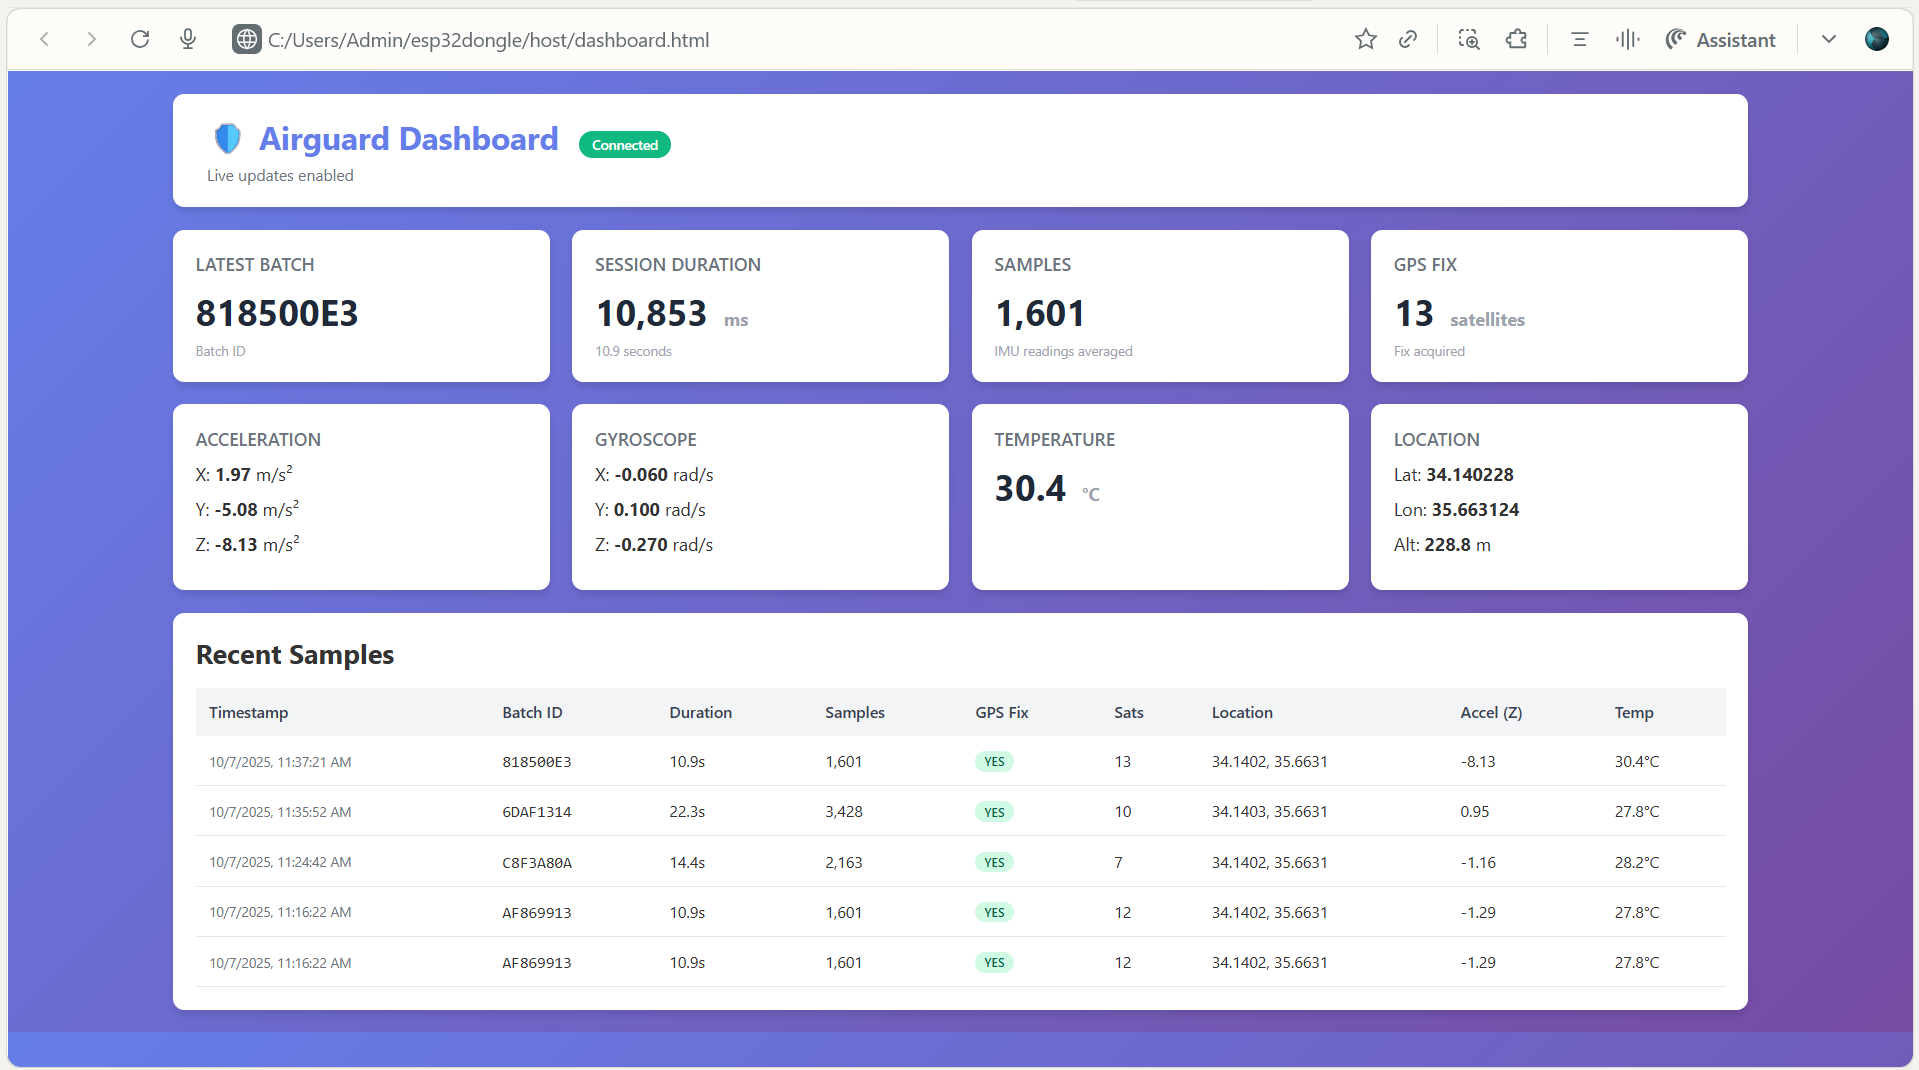 C:/Users/Admin/esp32dongle/host/dashboard.html
Assistant
Airguard Dashboard
Connected
Live updates enabled
LATEST BATCH
818500E3
Batch ID
SESSION DURATION
10,853 ms
10.9 seconds
SAMPLES
1,601
IMU readings averaged
GPS FIX
13 satellites
Fix acquired
ACCELERATION
X: 1.97 m/s²
Y: -5.08 m/s²
Z: -8.13 m/s²
GYROSCOPE
X: -0.060 rad/s
Y: 0.100 rad/s
Z: -0.270 rad/s
TEMPERATURE
30.4 °C
LOCATION
Lat: 34.140228
Lon: 35.663124
Alt: 228.8 m
Recent Samples
Timestamp Batch ID Duration Samples GPS Fix Sats Location Accel (Z) Temp
10/7/2025, 11:37:21 AM 818500E3 10.9s 1,601 YES 13 34.1402, 35.6631 -8.13 30.4°C
10/7/2025, 11:35:52 AM 6DAF1314 22.3s 3,428 YES 10 34.1403, 35.6631 0.95 27.8°C
10/7/2025, 11:24:42 AM C8F3A80A 14.4s 2,163 YES 7 34.1402, 35.6631 -1.16 28.2°C
10/7/2025, 11:16:22 AM AF869913 10.9s 1,601 YES 12 34.1402, 35.6631 -1.29 27.8°C
10/7/2025, 11:16:22 AM AF869913 10.9s 1,601 YES 12 34.1402, 35.6631 -1.29 27.8°C